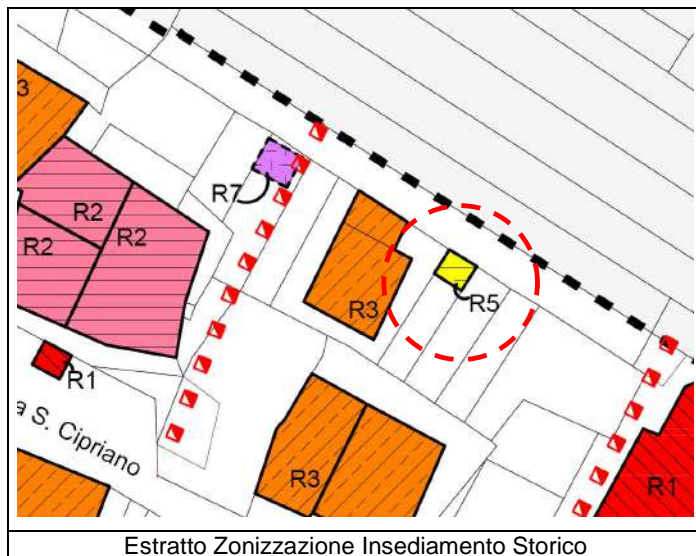 3
R7
R2
R2
R2
R3
R5
R1
a S. Cipriano
R3
R1
Estratto Zonizzazione Insediamento Storico